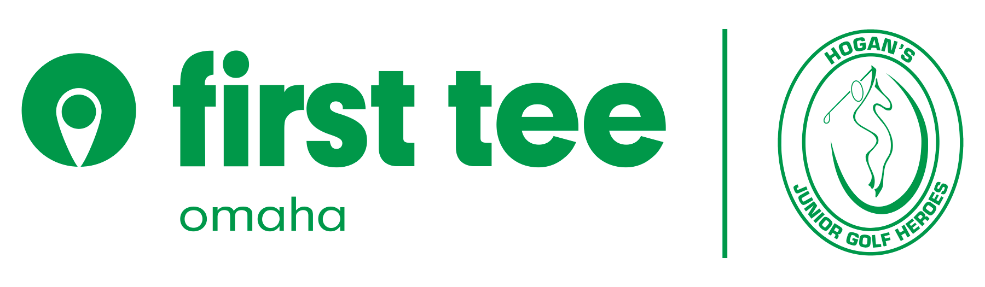 first tee
omaha
HOGAN'S
JUNIOR GOLF HEROES